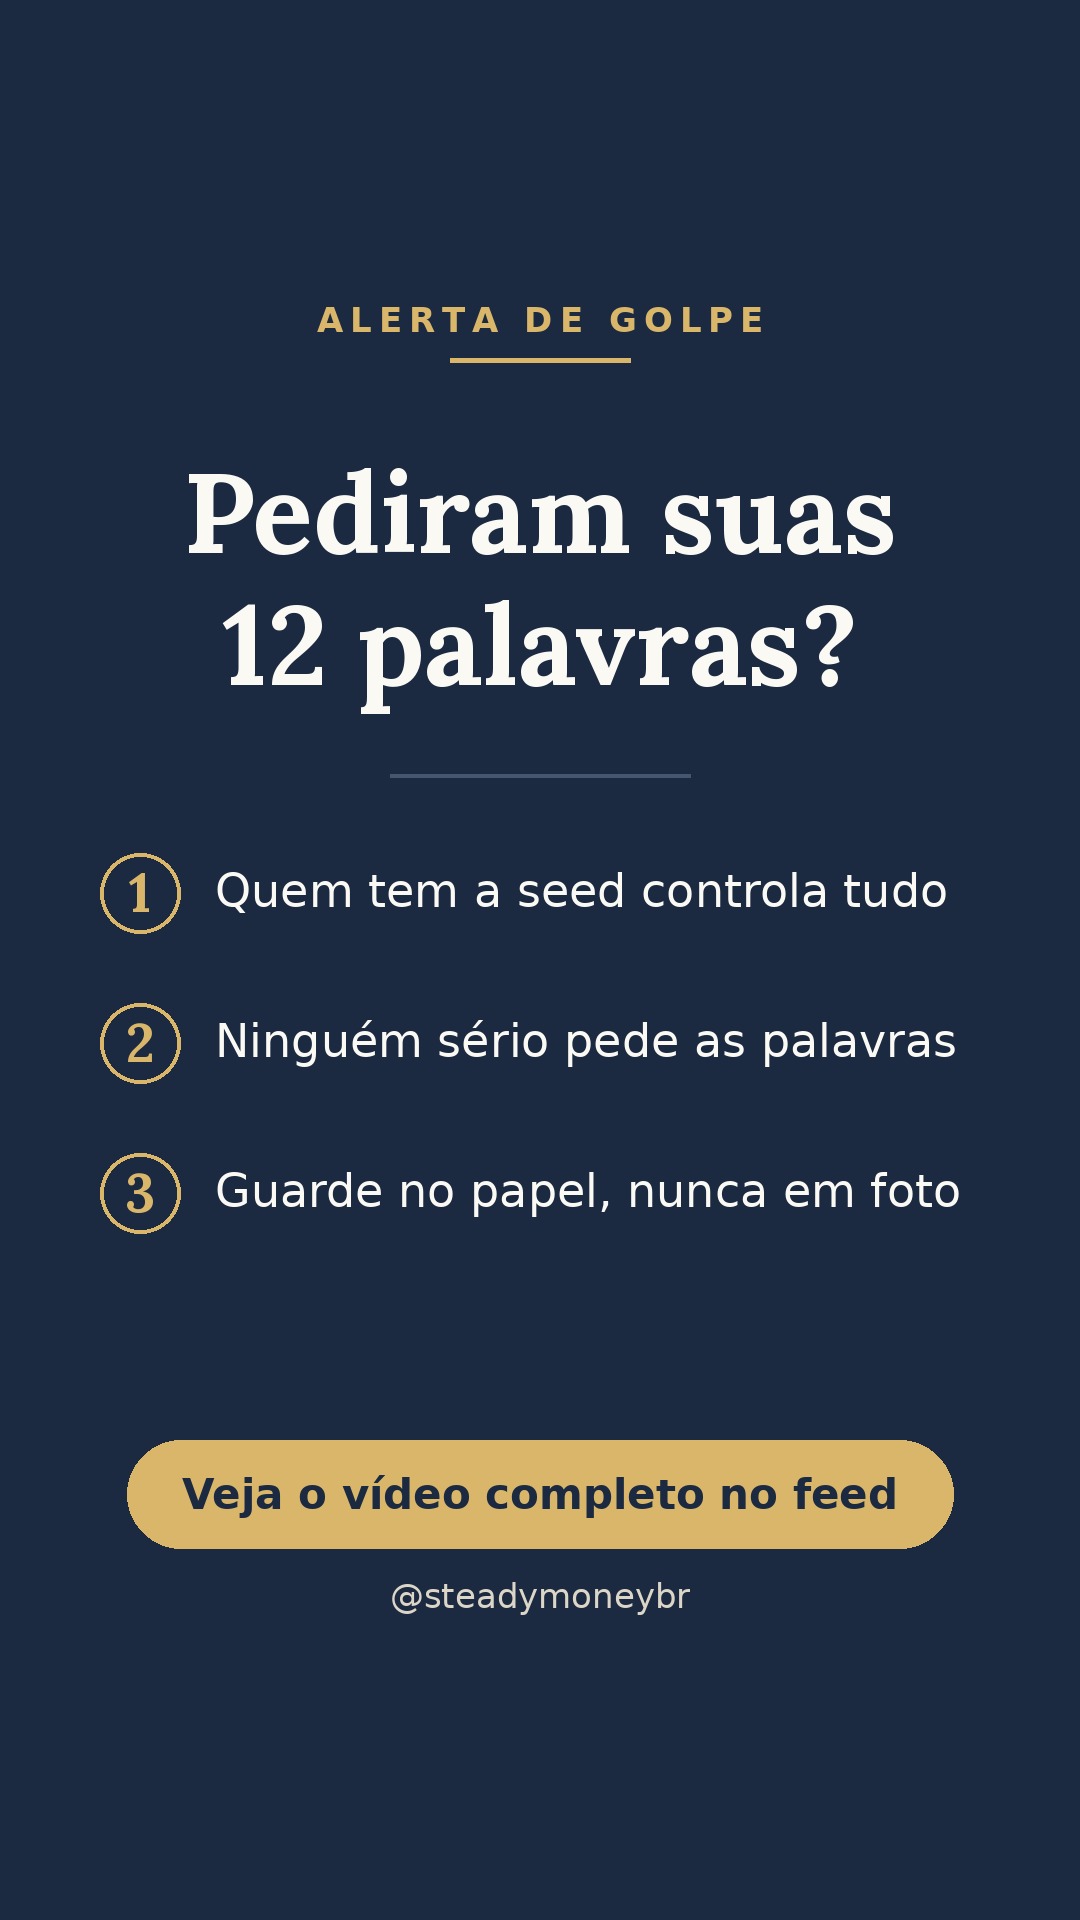 ALERTA DE GOLPE
Pediram suas
12 palavras?
1 Quem tem a seed controla tudo
2 Ninguém sério pede as palavras
3 Guarde no papel, nunca em foto
Veja o vídeo completo no feed
@steadymoneybr